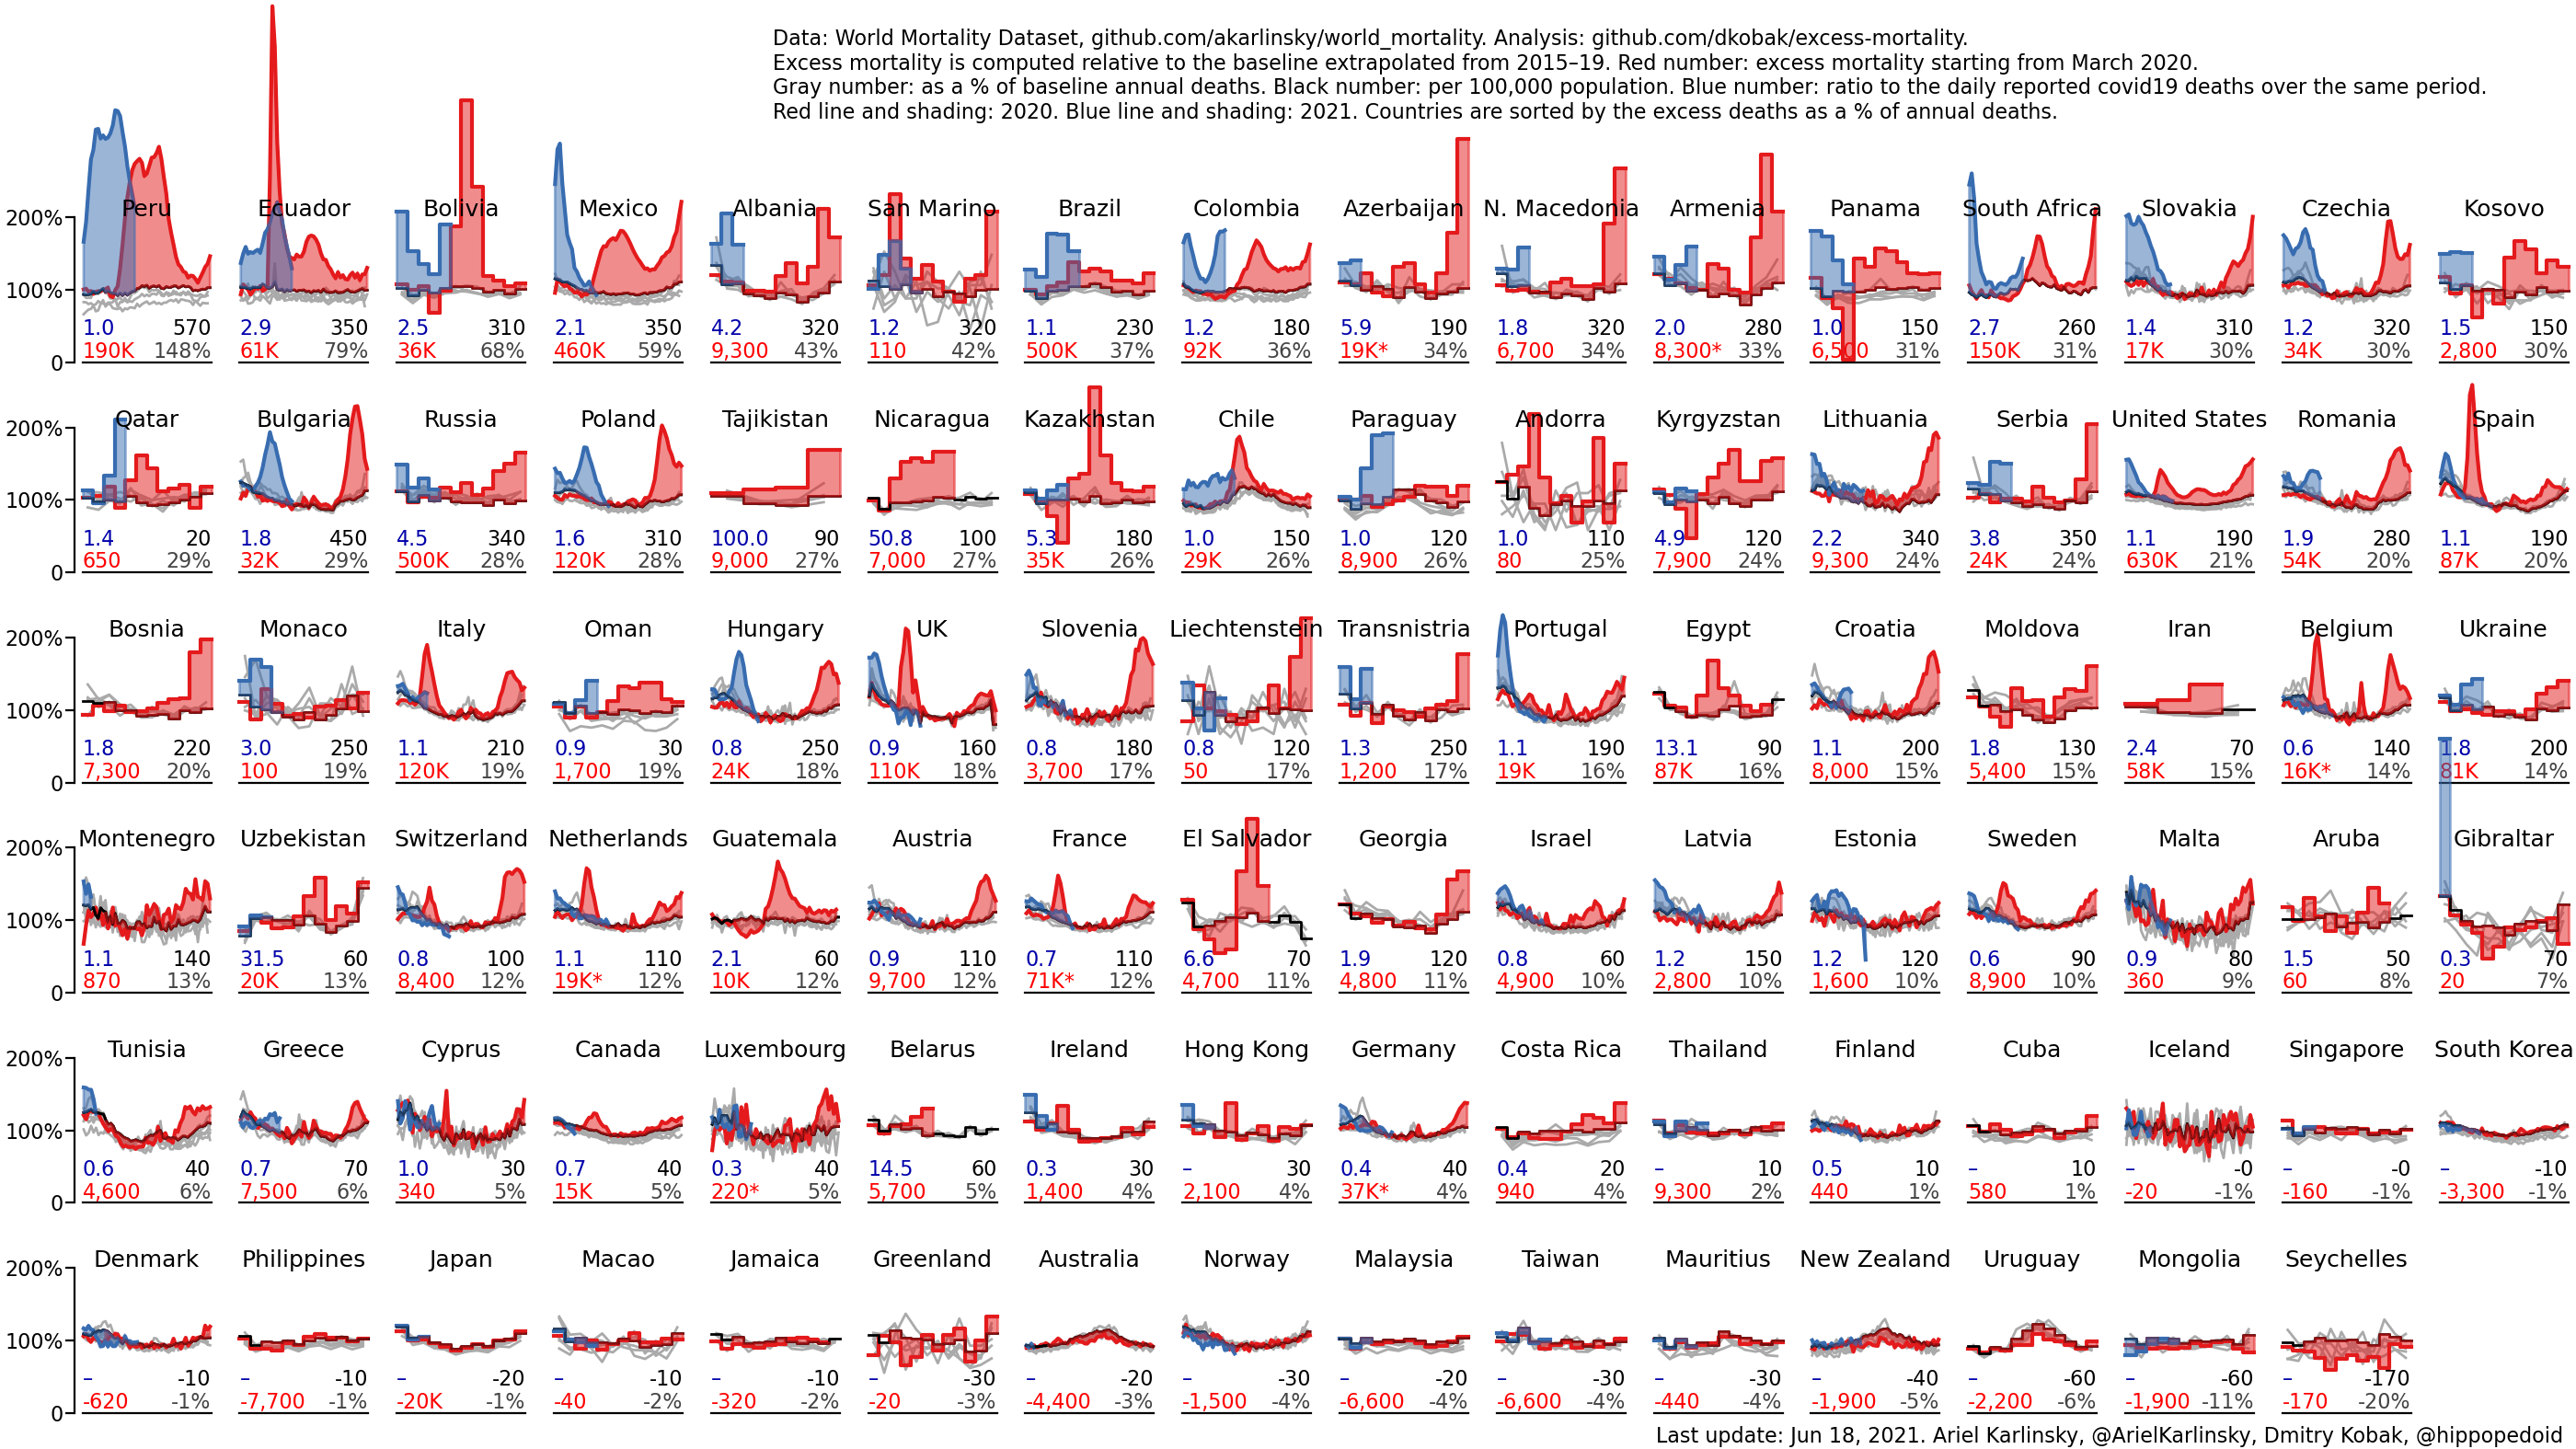 Data: World Mortality Dataset, github.com/akarlinsky/world_mortality. Analysis: github.com/dkobak/excess-mortality.
Excess mortality is computed relative to the baseline extrapolated from 2015–19. Red number: excess mortality starting from March 2020.
Gray number: as a % of baseline annual deaths. Black number: per 100,000 population. Blue number: ratio to the daily reported covid19 deaths over the same period.
Red line and shading: 2020. Blue line and shading: 2021. Countries are sorted by the excess deaths as a % of annual deaths.
Peru Ecuador Bolivia Mexico Albania San Marino Brazil Colombia Azerbaijan N. Macedonia Armenia Panama South Africa Slovakia Czechia Kosovo
200%
100%
1.0 570 2.9 350 2.5 310 2.1 350 4.2 320 1.2 320 1.1 230 1.2 180 5.9 190 1.8 320 2.0 280 1.0 150 2.7 260 1.4 310 1.2 320 1.5 150
190K 148% 61K 79% 36K 68% 460K 59% 9,300 43% 110 42% 500K 37% 92K 36% 19K* 34% 6,700 34% 8,300* 33% 6,500 31% 150K 31% 17K 30% 34K 30% 2,800 30%
0
Qatar Bulgaria Russia Poland Tajikistan Nicaragua Kazakhstan Chile Paraguay Andorra Kyrgyzstan Lithuania Serbia United States Romania Spain
200%
100%
1.4 20 1.8 450 4.5 340 1.6 310 100.0 90 50.8 100 5.3 180 1.0 150 1.0 120 1.0 110 4.9 120 2.2 340 3.8 350 1.1 190 1.9 280 1.1 190
650 29% 32K 29% 500K 28% 120K 28% 9,000 27% 7,000 27% 35K 26% 29K 26% 8,900 26% 80 25% 7,900 24% 9,300 24% 24K 24% 630K 21% 54K 20% 87K 20%
0
Bosnia Monaco Italy Oman Hungary UK Slovenia Liechtenstein Transnistria Portugal Egypt Croatia Moldova Iran Belgium Ukraine
200%
100%
1.8 220 3.0 250 1.1 210 0.9 30 0.8 250 0.9 160 0.8 180 0.8 120 1.3 250 1.1 190 13.1 90 1.1 200 1.8 130 2.4 70 0.6 140 1.8 200
7,300 20% 100 19% 120K 19% 1,700 19% 24K 18% 110K 18% 3,700 17% 50 17% 1,200 17% 19K 16% 87K 16% 8,000 15% 5,400 15% 58K 15% 16K* 14% 81K 14%
0
Montenegro Uzbekistan Switzerland Netherlands Guatemala Austria France El Salvador Georgia Israel Latvia Estonia Sweden Malta Aruba Gibraltar
200%
100%
1.1 140 31.5 60 0.8 100 1.1 110 2.1 60 0.9 110 0.7 110 6.6 70 1.9 120 0.8 60 1.2 150 1.2 120 0.6 90 0.9 80 1.5 50 0.3 70
870 13% 20K 13% 8,400 12% 19K* 12% 10K 12% 9,700 12% 71K* 12% 4,700 11% 4,800 11% 4,900 10% 2,800 10% 1,600 10% 8,900 10% 360 9% 60 8% 20 7%
0
Tunisia Greece Cyprus Canada Luxembourg Belarus Ireland Hong Kong Germany Costa Rica Thailand Finland Cuba Iceland Singapore South Korea
200%
100%
0.6 40 0.7 70 1.0 30 0.7 40 0.3 40 14.5 60 0.3 30 – 30 0.4 40 0.4 20 – 10 0.5 10 – 10 – -0 – -0 – -10
4,600 6% 7,500 6% 340 5% 15K 5% 220* 5% 5,700 5% 1,400 4% 2,100 4% 37K* 4% 940 4% 9,300 2% 440 1% 580 1% -20 -1% -160 -1% -3,300 -1%
0
Denmark Philippines Japan Macao Jamaica Greenland Australia Norway Malaysia Taiwan Mauritius New Zealand Uruguay Mongolia Seychelles
200%
100%
– -10 – -10 – -20 – -10 – -10 – -30 – -20 – -30 – -20 – -30 – -30 – -40 – -60 – -60 – -170
-620 -1% -7,700 -1% -20K -1% -40 -2% -320 -2% -20 -3% -4,400 -3% -1,500 -4% -6,600 -4% -6,600 -4% -440 -4% -1,900 -5% -2,200 -6% -1,900 -11% -170 -20%
0
Last update: Jun 18, 2021. Ariel Karlinsky, @ArielKarlinsky, Dmitry Kobak, @hippopedoid